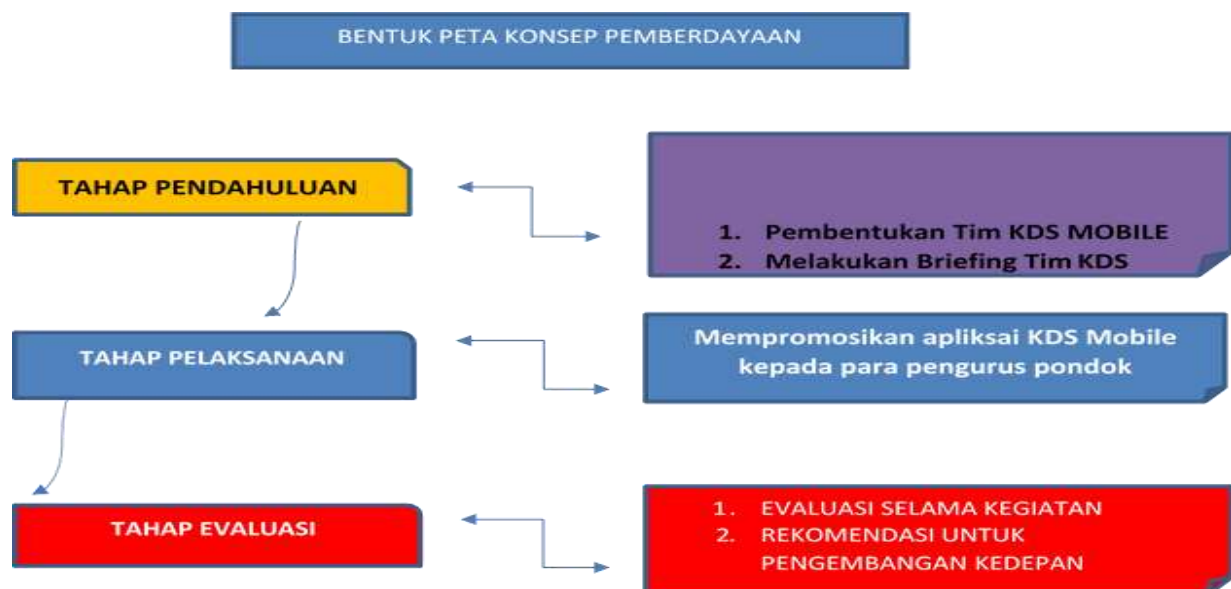 BENTUK PETA KONSEP PEMBERDAYAAN
TAHAP PENDAHULUAN
1. Pembentukan Tim KDS MOBILE
2. Melakukan Briefing Tim KDS
TAHAP PELAKSANAAN
Mempromosikan apliksai KDS Mobile
kepada para pengurus pondok
TAHAP EVALUASI
1. EVALUASI SELAMA KEGIATAN
2. REKOMENDASI UNTUK
PENGEMBANGAN KEDEPAN